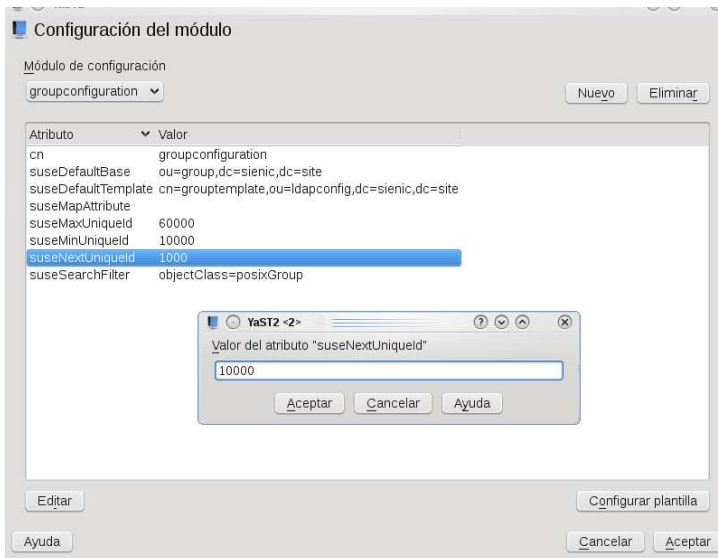 Configuración del módulo
Módulo de configuración
groupconfiguration
Nuevo Eliminar
Atributo Valor
cn groupconfiguration
suseDefaultBase ou=group,dc=sienic,dc=site
suseDefaultTemplate cn=grouptemplate,ou=ldapconfig,dc=sienic,dc=site
suseMapAttribute
suseMaxUniqueId 60000
suseMinUniqueId 10000
suseNextUniqueId 1000
suseSearchFilter objectClass=posixGroup
YaST2 <2>
Valor del atributo "suseNextUniqueId"
10000
Aceptar Cancelar Ayuda
Editar Configurar plantilla
Ayuda Cancelar Aceptar